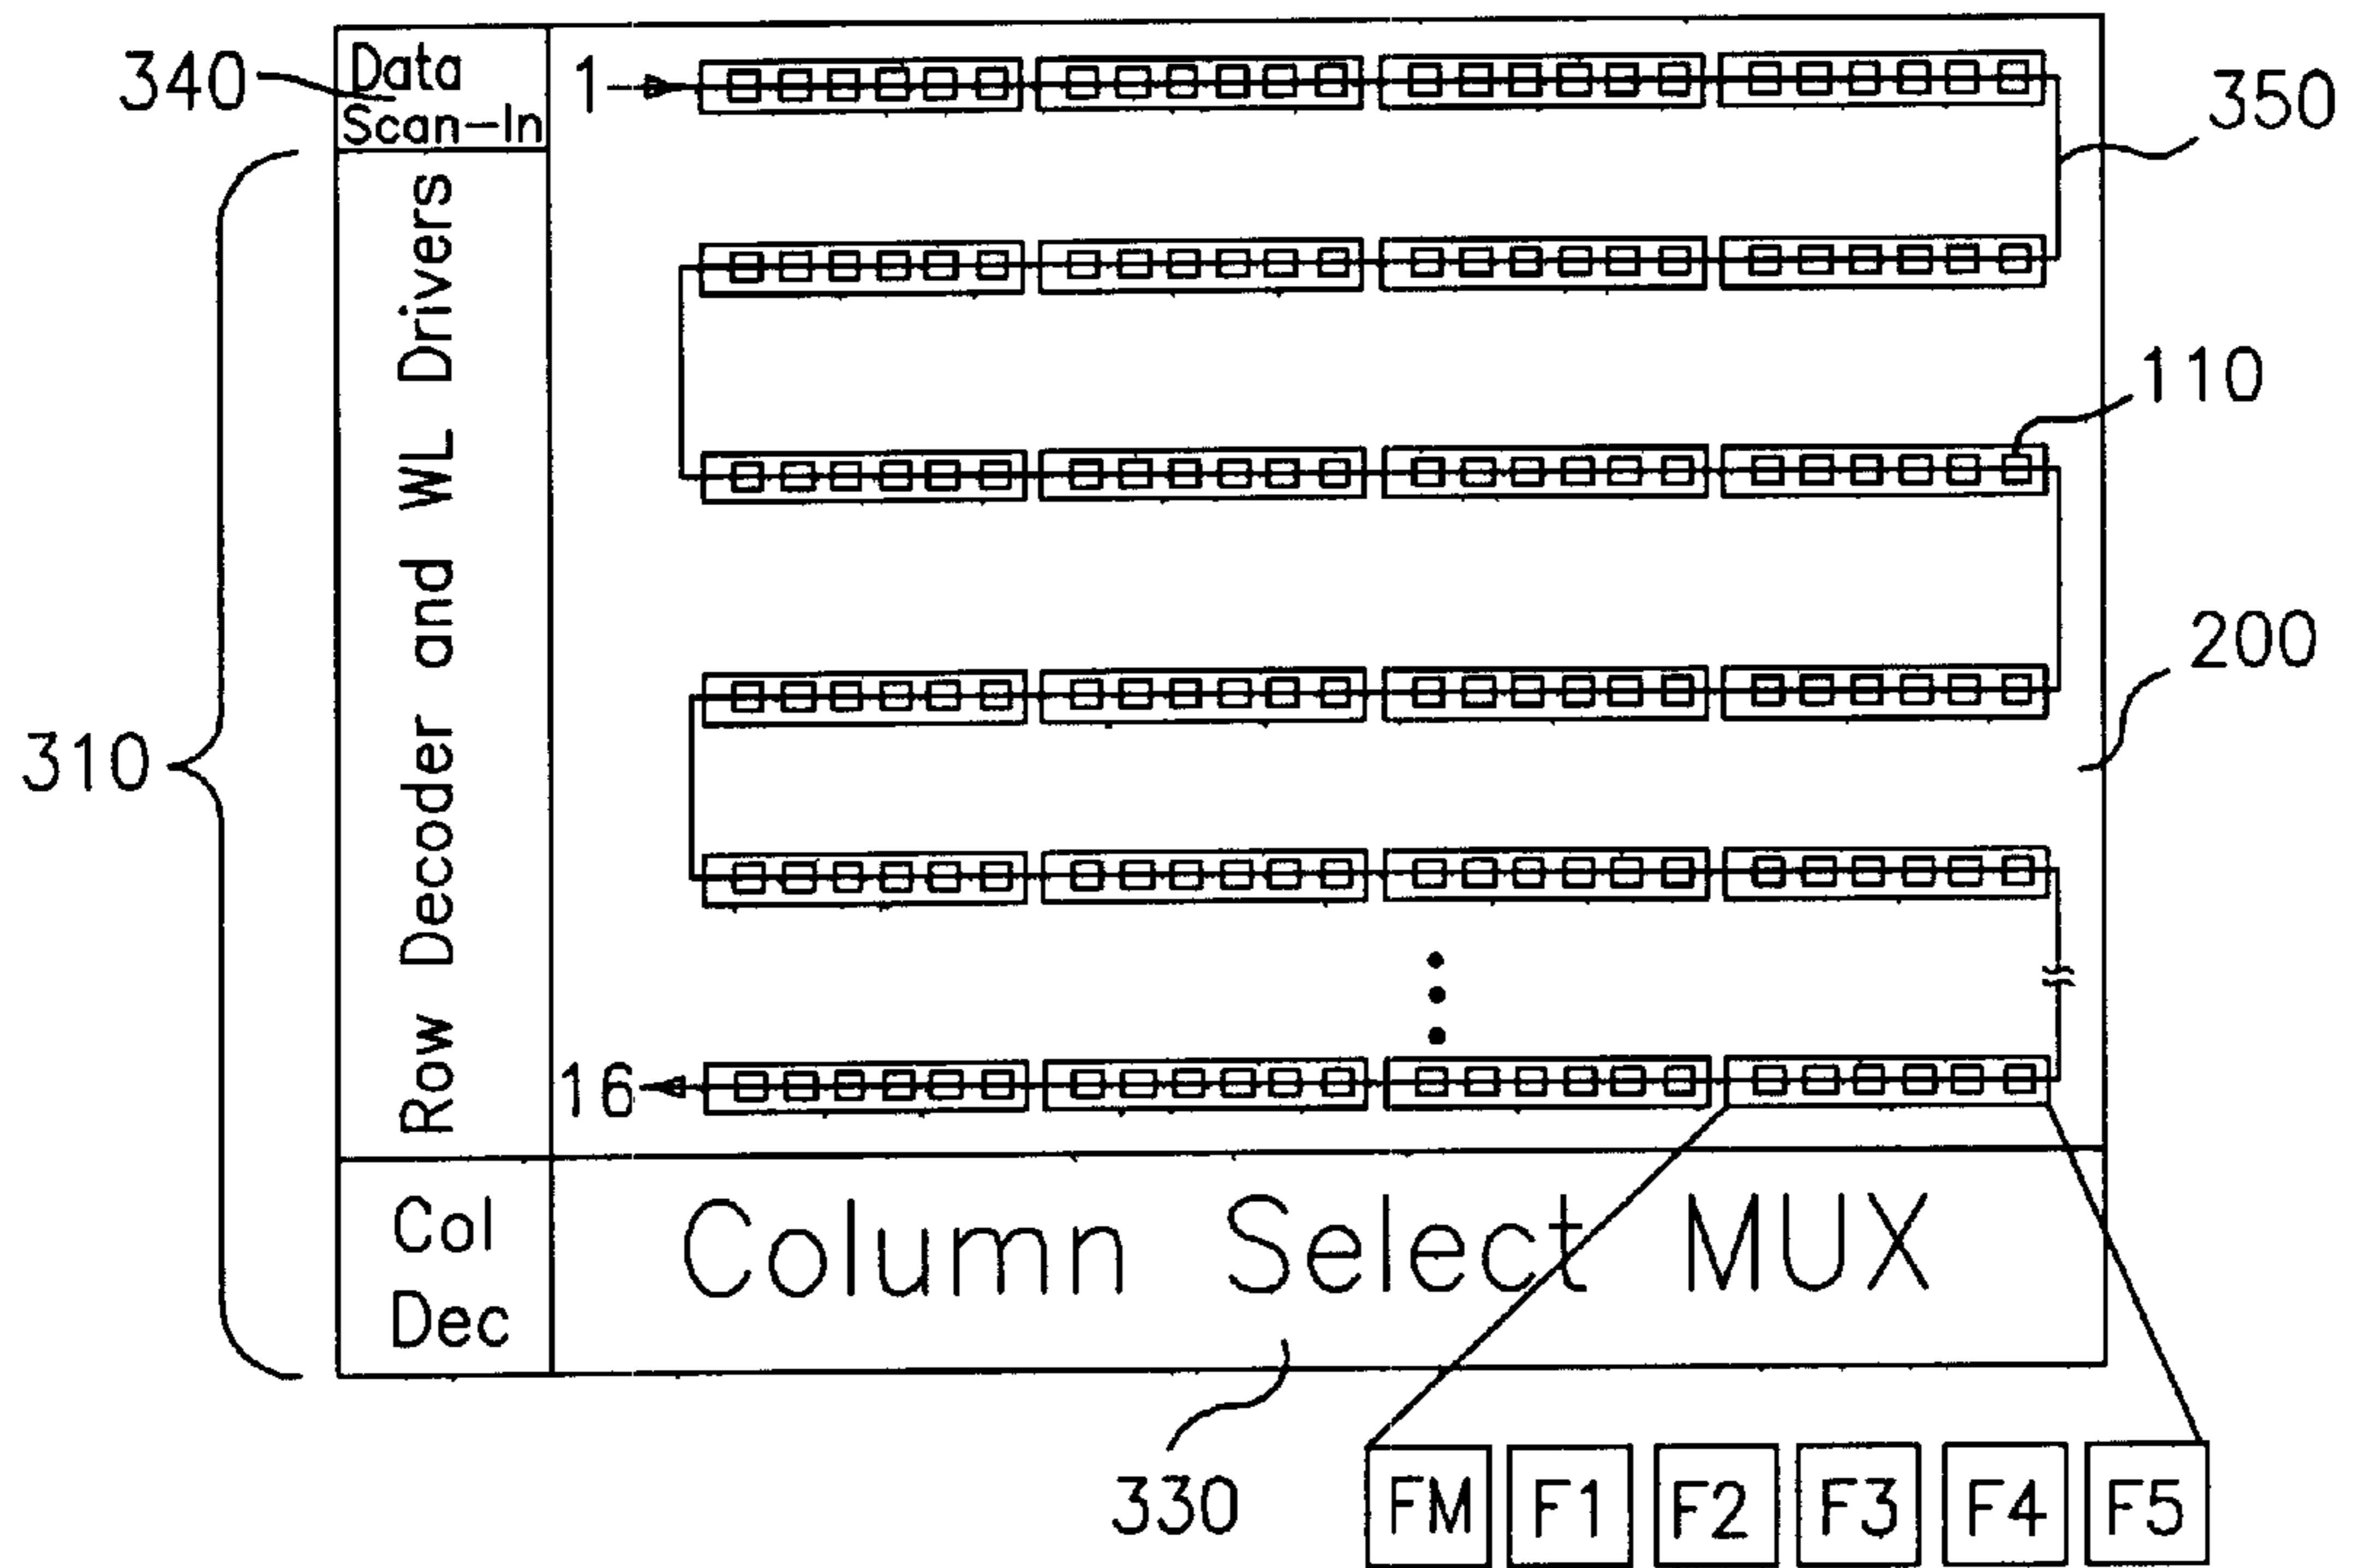 340
Data
Scan-In
1
350
110
200
310
Row Decoder and WL Drivers
16
Col
Dec
Column Select MUX
330
FM F1 F2 F3 F4 F5